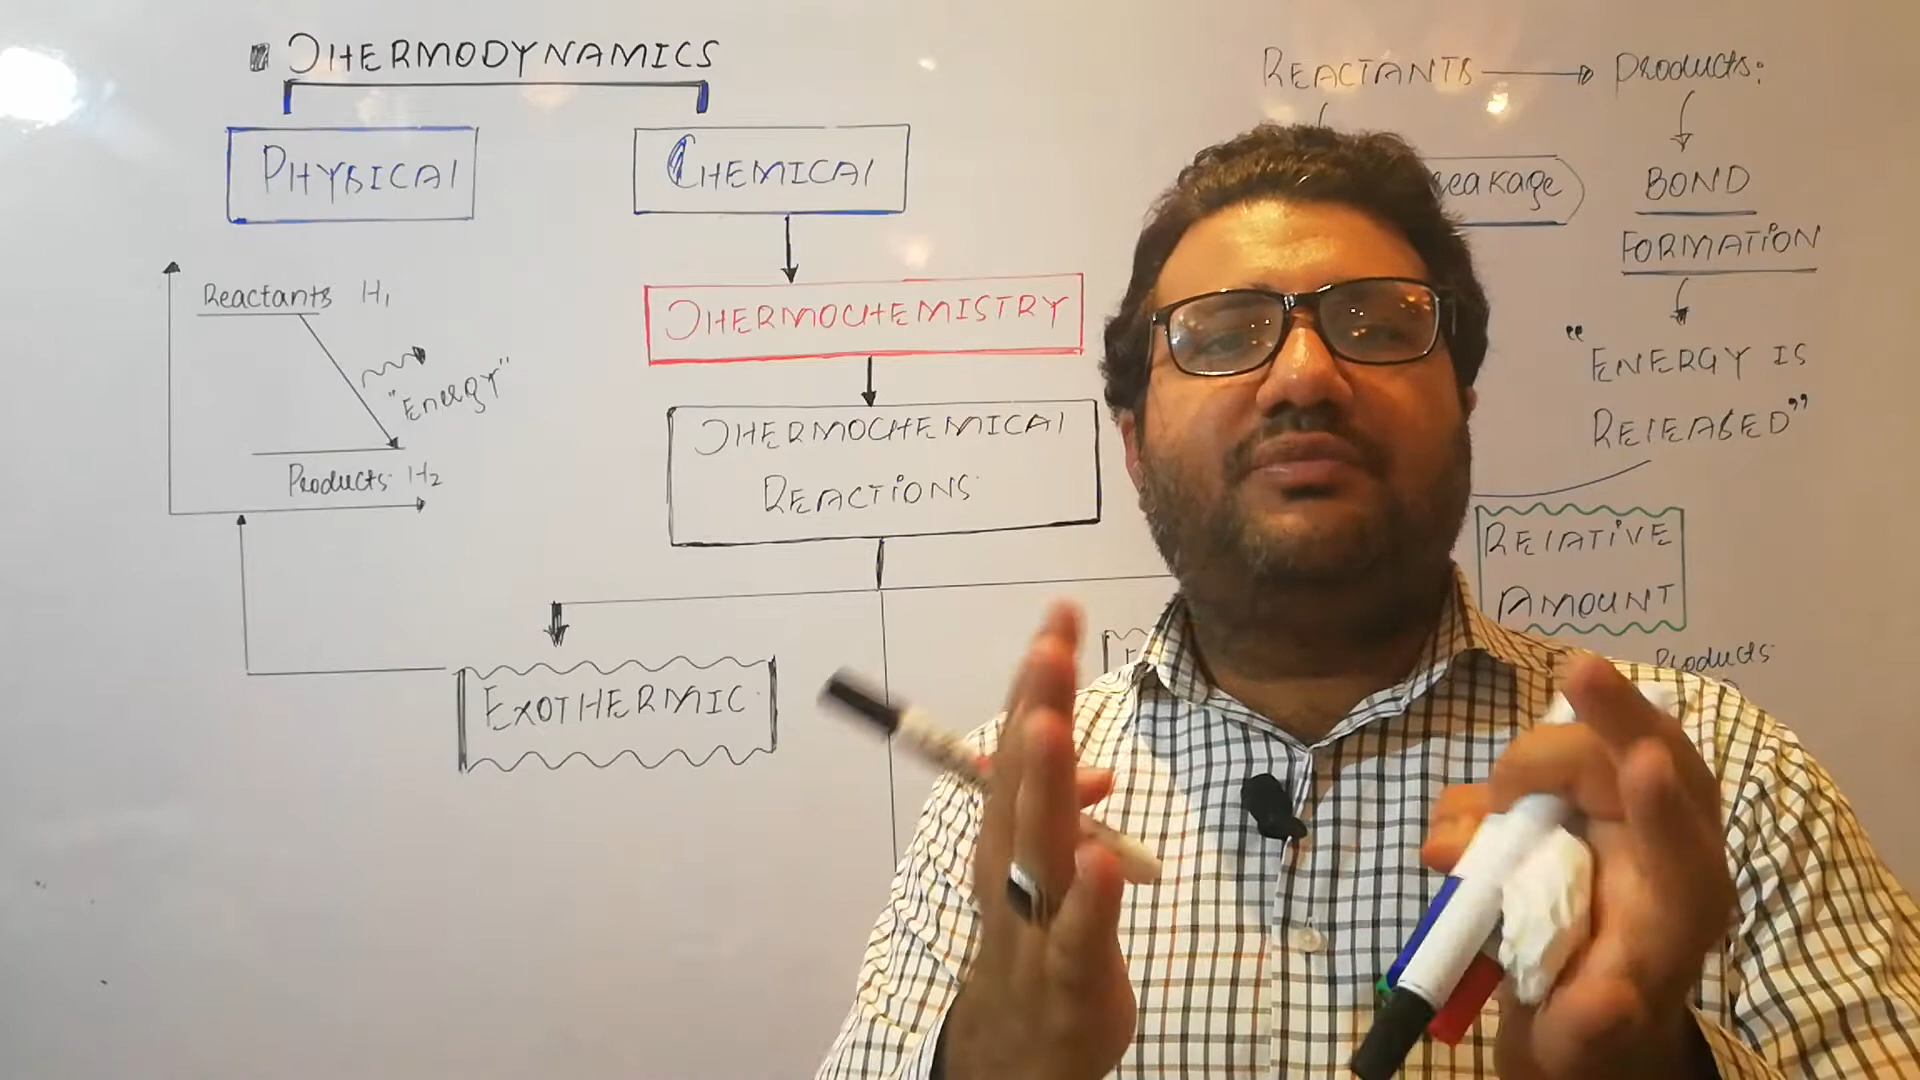 THERMODYNAMICS
PHYSICAL
CHEMICAL
THERMOCHEMISTRY
THERMOCHEMICAL
REACTIONS
Reactants H₁
"Energy"
Products H₂
EXOTHERMIC
REACTANTS → Products:
eakage
BOND
FORMATION
"ENERGY IS
RELEASED"
RELATIVE
AMOUNT
Products